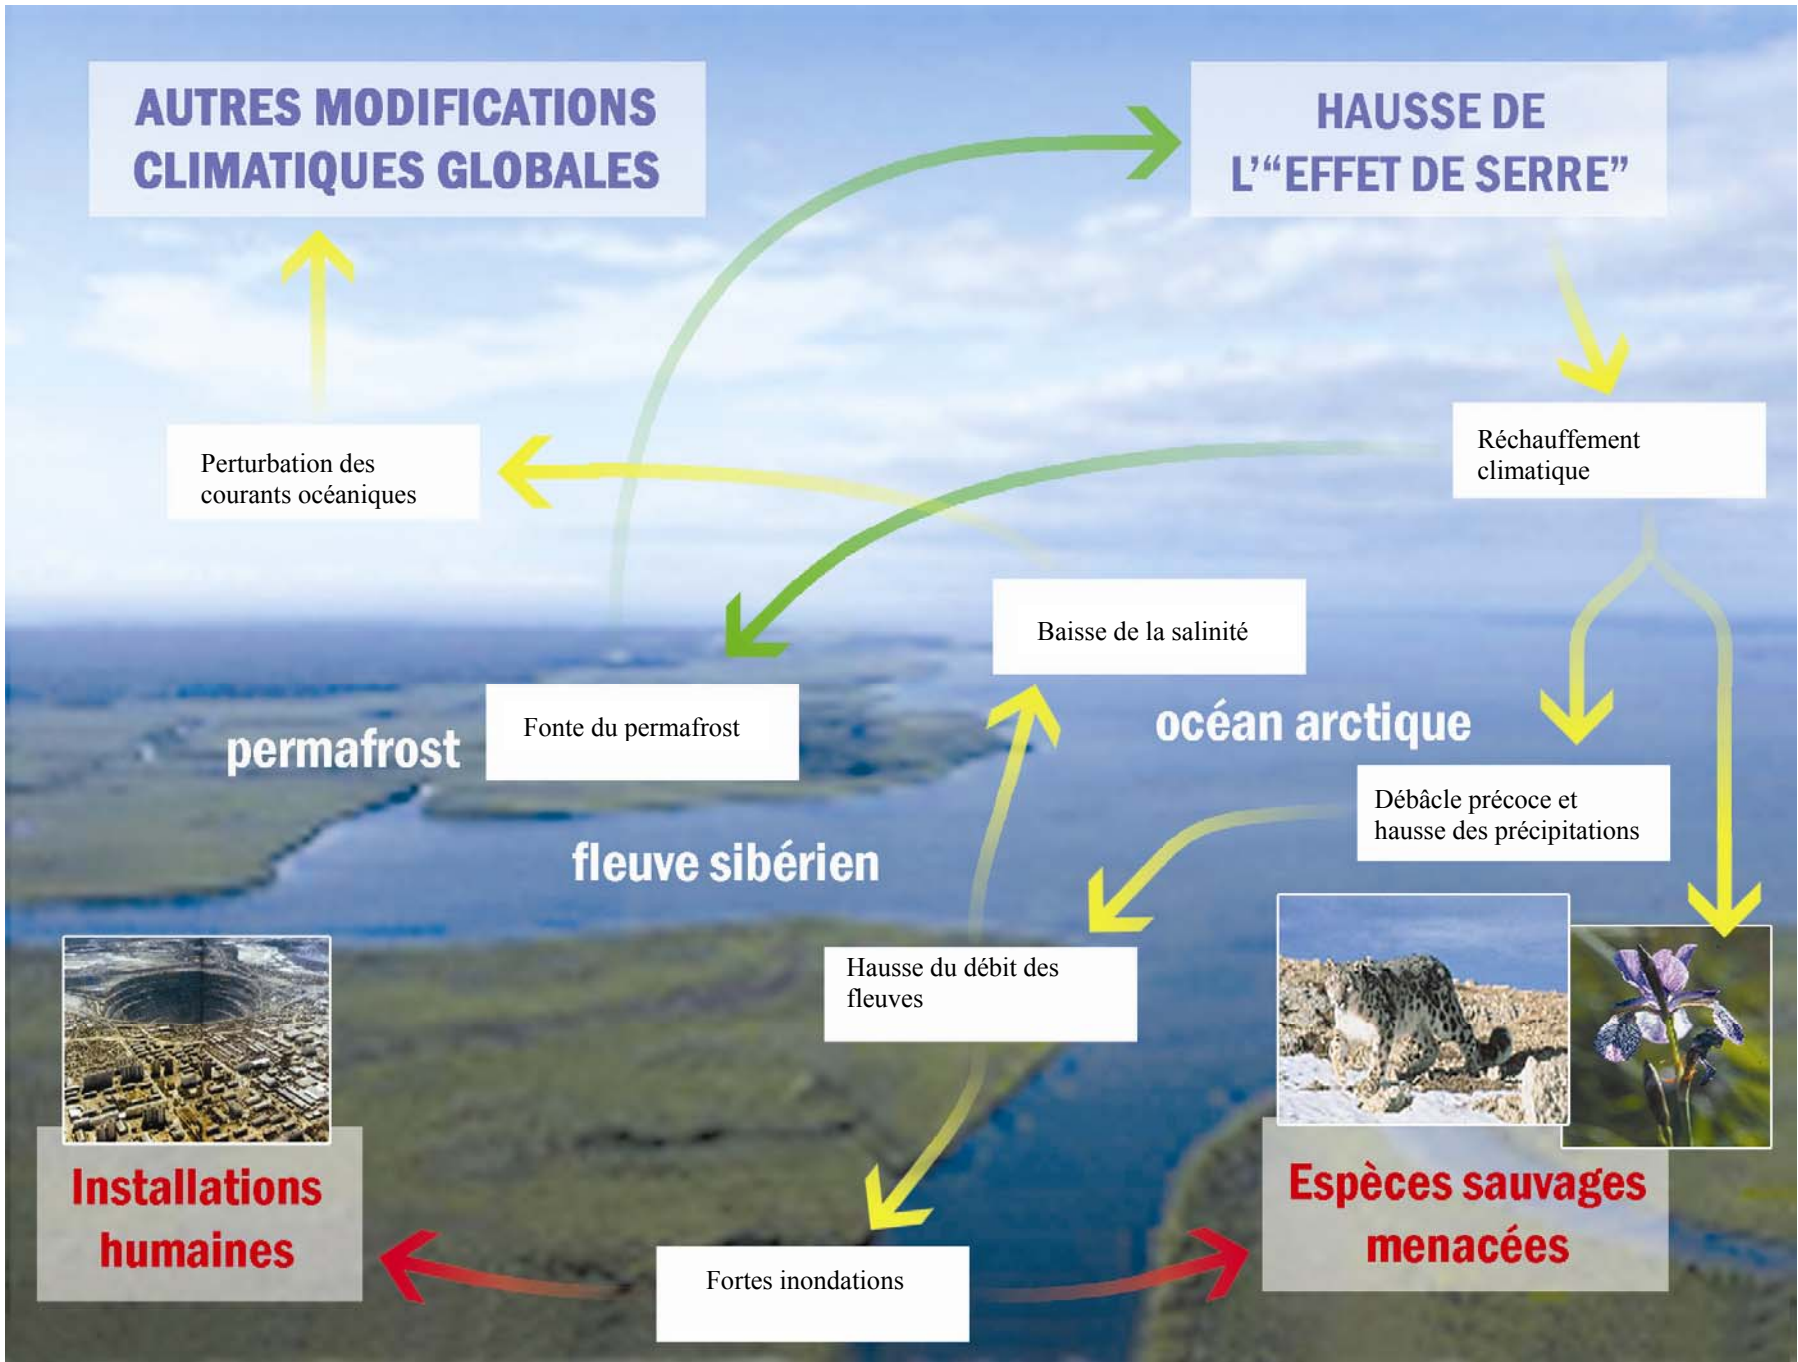 AUTRES MODIFICATIONS
CLIMATIQUES GLOBALES
HAUSSE DE
L'“EFFET DE SERRE”
Perturbation des
courants océaniques
Réchauffement
climatique
Baisse de la salinité
océan arctique
permafrost
Fonte du permafrost
Débâcle précoce et
hausse des précipitations
fleuve sibérien
Hausse du débit des
fleuves
Installations
humaines
Espèces sauvages
menacées
Fortes inondations